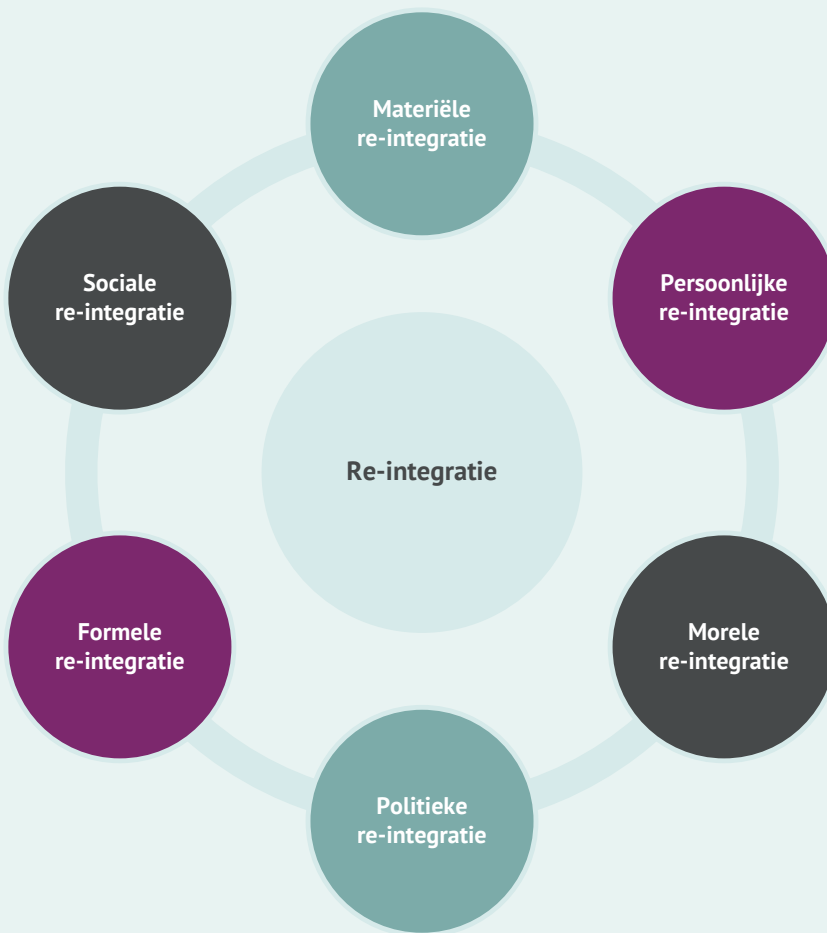 Materiële
re-integratie
Sociale
re-integratie
Persoonlijke
re-integratie
Re-integratie
Formele
re-integratie
Morele
re-integratie
Politieke
re-integratie